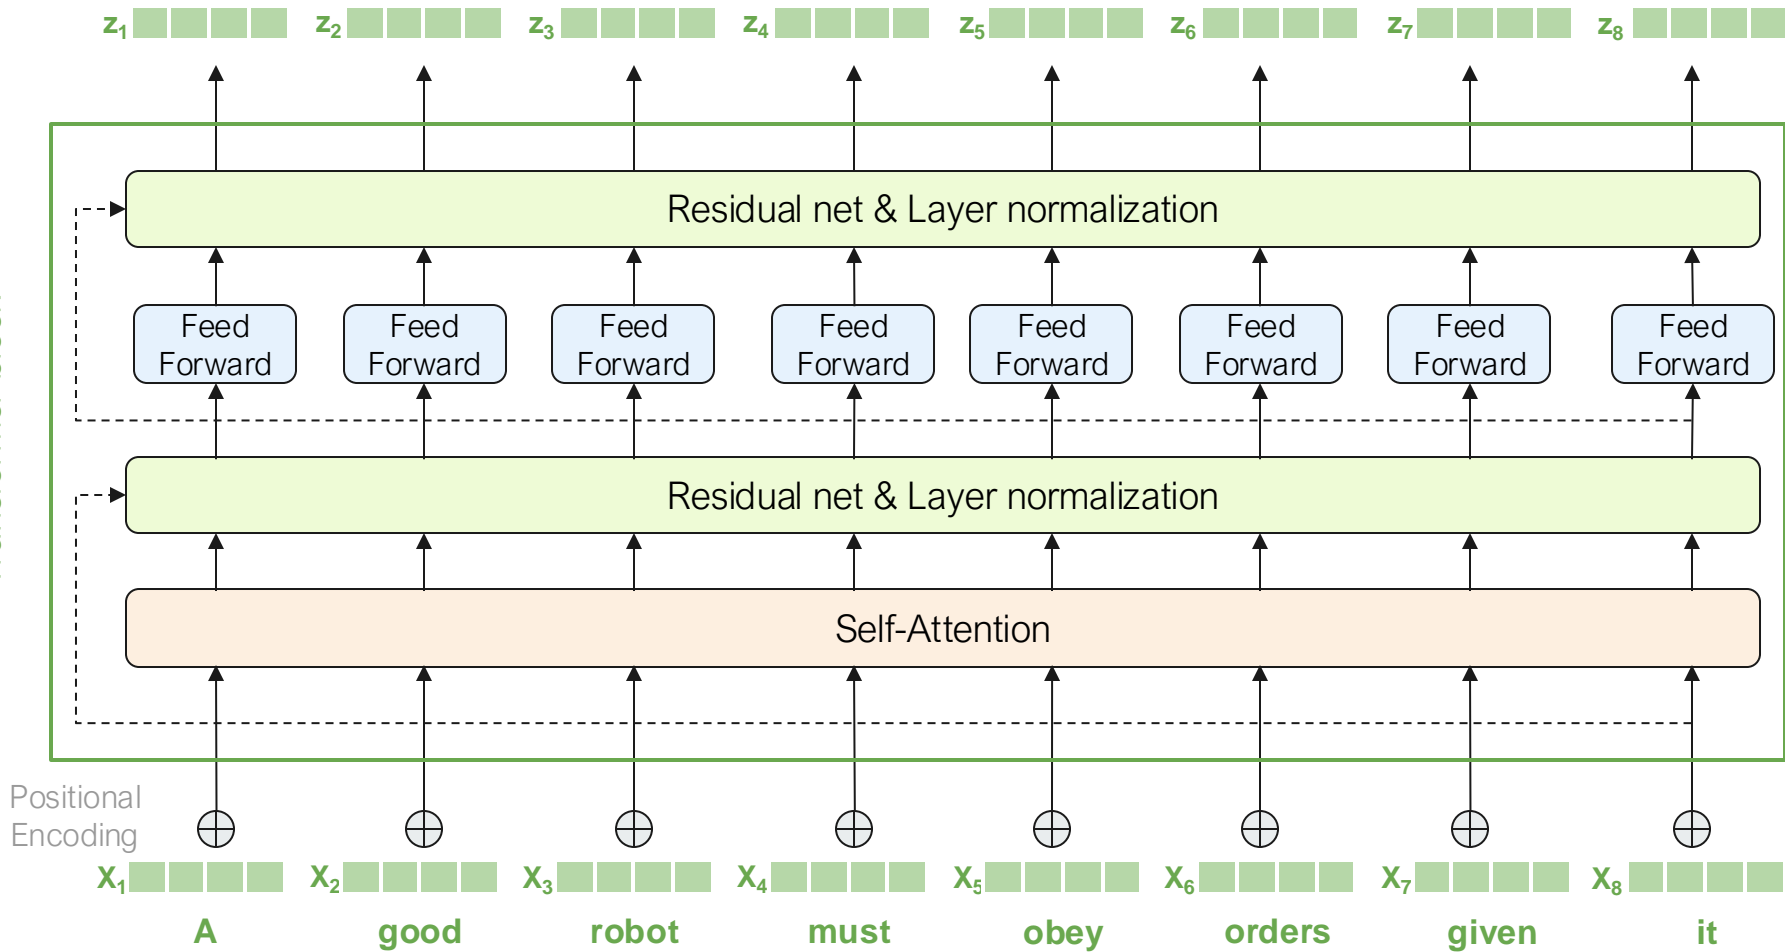 z1 z2 z3 z4 z5 z6 z7 z8
Residual net & Layer normalization
Feed Feed Feed Feed Feed Feed Feed Feed
Forward Forward Forward Forward Forward Forward Forward Forward
Residual net & Layer normalization
Self-Attention
Positional
Encoding
X1 X2 X3 X4 X5 X6 X7 X8
A good robot must obey orders given it